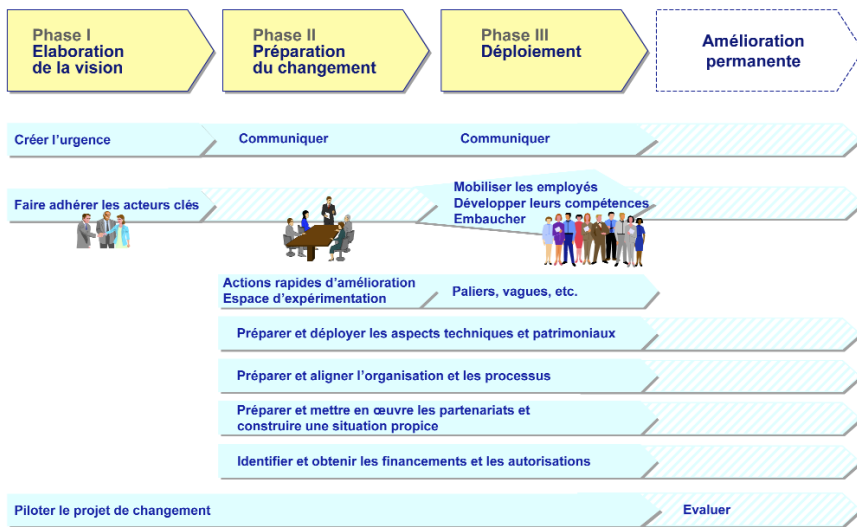 Phase I
Elaboration
de la vision
Phase II
Préparation
du changement
Phase III
Déploiement
Amélioration
permanente
Créer l’urgence
Communiquer
Communiquer
Faire adhérer les acteurs clés
Mobiliser les employés
Développer leurs compétences
Embaucher
Actions rapides d’amélioration
Espace d’expérimentation
Paliers, vagues, etc.
Préparer et déployer les aspects techniques et patrimoniaux
Préparer et aligner l’organisation et les processus
Préparer et mettre en œuvre les partenariats et
construire une situation propice
Identifier et obtenir les financements et les autorisations
Piloter le projet de changement
Evaluer